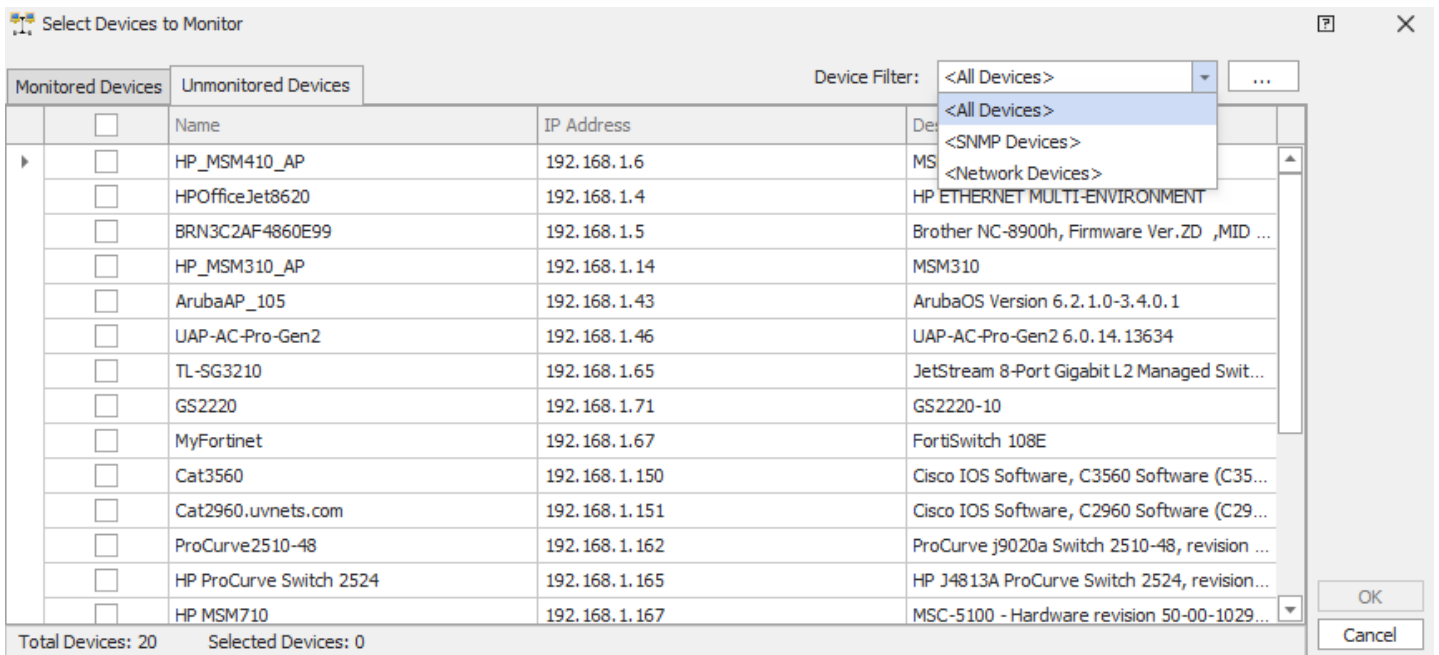 Select Devices to Monitor
Monitored Devices Unmonitored Devices Device Filter: <All Devices> ...
<All Devices>
<SNMP Devices>
<Network Devices>
Name IP Address Des
HP_MSM410_AP 192.168.1.6 MS
HPOfficeJet8620 192.168.1.4 HP ETHERNET MULTI-ENVIRONMENT
BRN3C2AF4860E99 192.168.1.5 Brother NC-8900h, Firmware Ver.ZD ,MID ...
HP_MSM310_AP 192.168.1.14 MSM310
ArubaAP_105 192.168.1.43 ArubaOS Version 6.2.1.0-3.4.0.1
UAP-AC-Pro-Gen2 192.168.1.46 UAP-AC-Pro-Gen2 6.0.14.13634
TL-SG3210 192.168.1.65 JetStream 8-Port Gigabit L2 Managed Swit...
GS2220 192.168.1.71 GS2220-10
MyFortinet 192.168.1.67 FortiSwitch 108E
Cat3560 192.168.1.150 Cisco IOS Software, C3560 Software (C35...
Cat2960.uvnets.com 192.168.1.151 Cisco IOS Software, C2960 Software (C29...
ProCurve2510-48 192.168.1.162 ProCurve j9020a Switch 2510-48, revision ...
HP ProCurve Switch 2524 192.168.1.165 HP J4813A ProCurve Switch 2524, revision...
HP MSM710 192.168.1.167 MSC-5100 - Hardware revision 50-00-1029...
OK
Total Devices: 20 Selected Devices: 0
Cancel